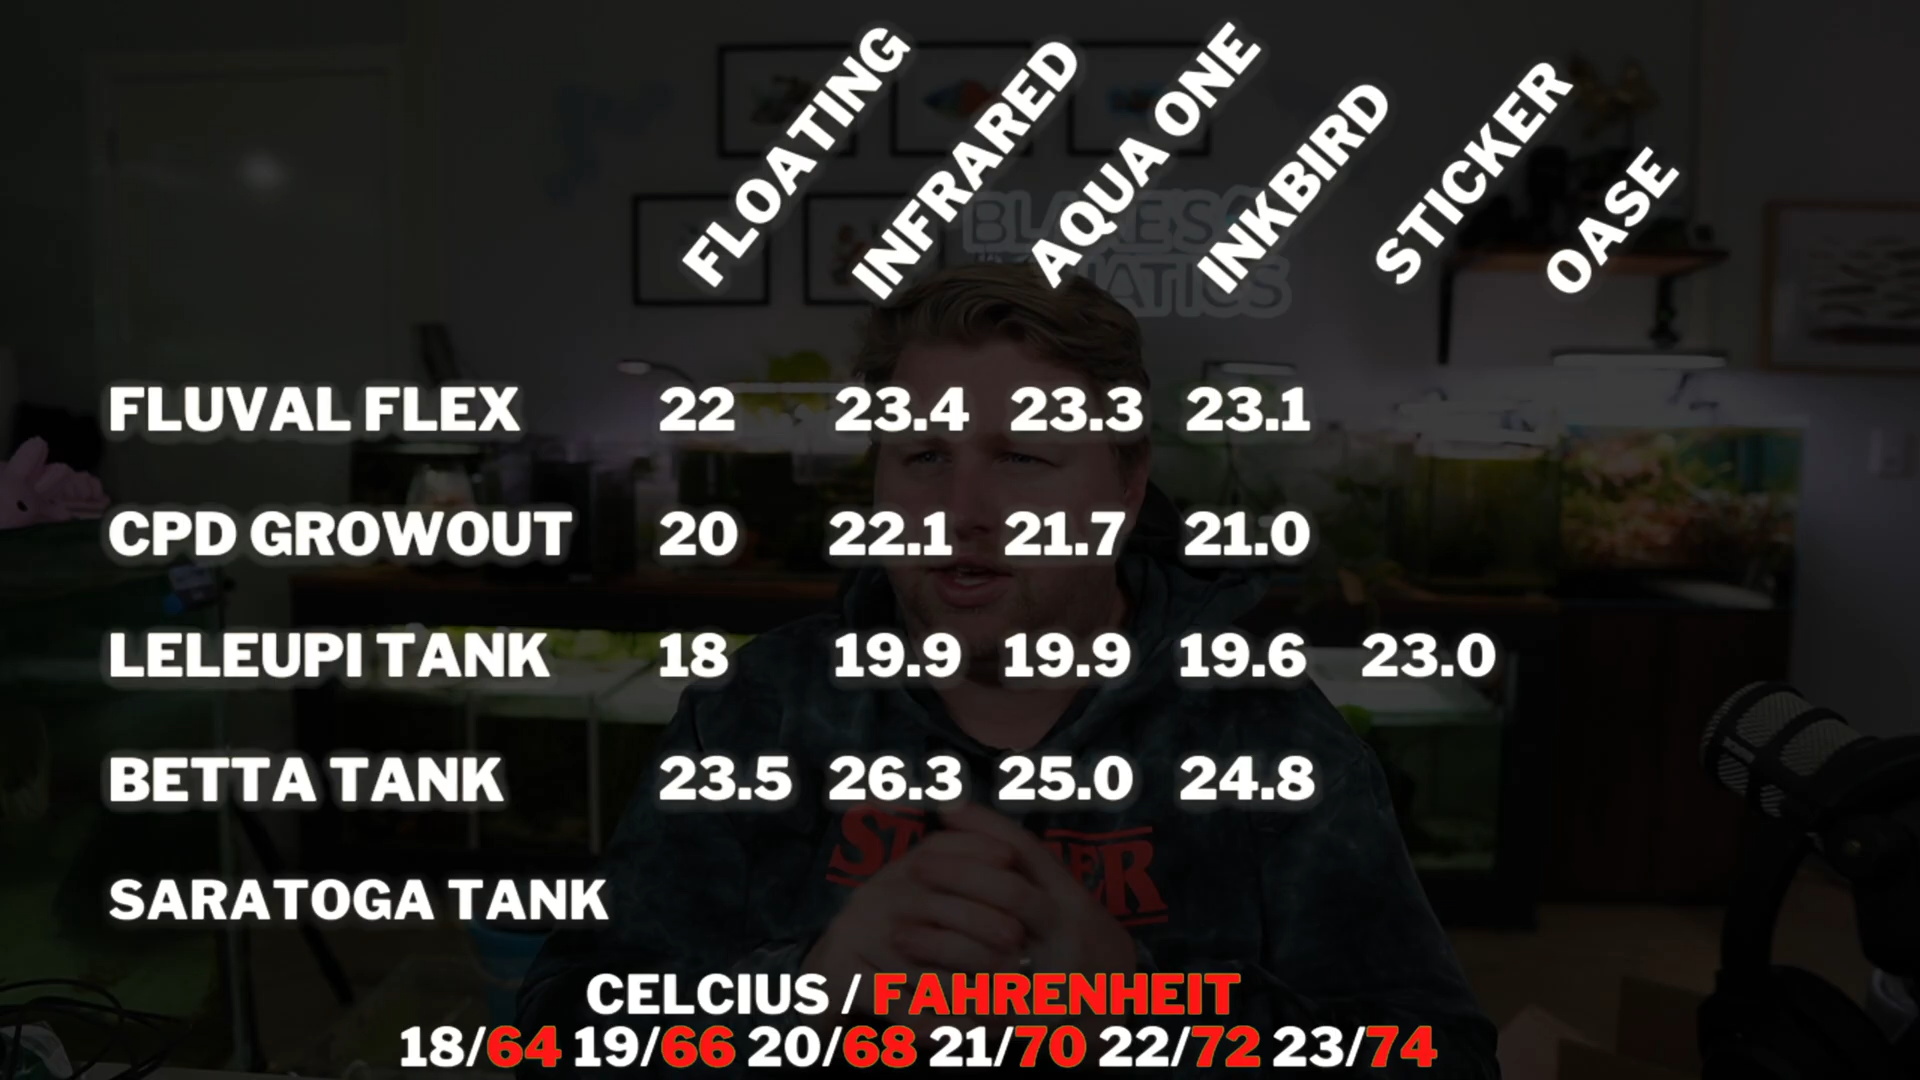 FLOATING INFRARED AQUA ONE INKBIRD STICKER OASE
FLUVAL FLEX 22 23.4 23.3 23.1
CPD GROWOUT 20 22.1 21.7 21.0
LELEUPI TANK 18 19.9 19.9 19.6 23.0
BETTA TANK 23.5 26.3 25.0 24.8
SARATOGA TANK
CELCIUS / FAHRENHEIT
18/64 19/66 20/68 21/70 22/72 23/74